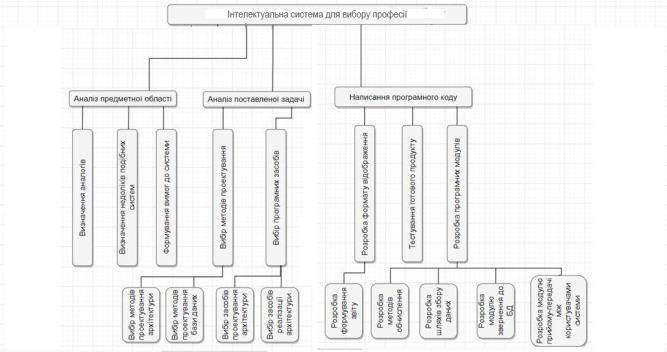 Інтелектуальна система для вибору професії
Аналіз предметної області
Аналіз поставленої задачі
Написання програмного коду
Визначення аналогів
Визначення недоліків подібних
систем
Формування вимог до системи
Вибір методів проектування
Вибір програмних засобів
Розробка формату відображення
Тестування готового продукту
Розробка програмних модулів
Вибір методів
проектування
архітектури
Вибір методів
проектування
бази даних
Вибір засобів
проектування
архітектури
Вибір засобів
реалізації
архітектури
Розробка
формування
звіту
Розробка
методів
обчислення
Розробка
шляхів збору
даних
Розробка
модулю
звернення до
БД
Розробка модулю
прийому-передачі
між
користувачами
системи